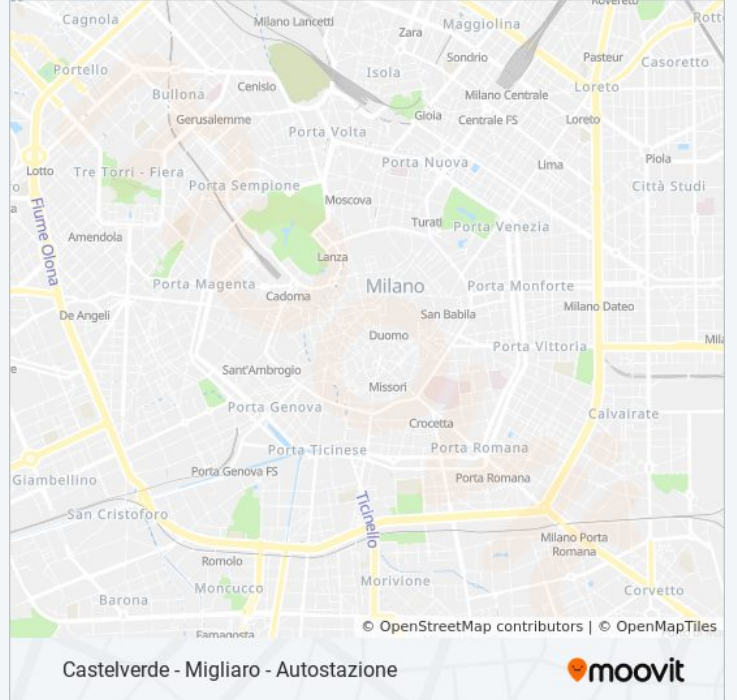 Rovereto
Cagnola
Milano Lancetti
Zara
Maggiolina
Rott
Sondrio
Pasteur
Casoretto
Portello
Isola
Bullona
Cenisio
Milano Centrale
Loreto
Gerusalemme
Gioia
Centrale FS
Loreto
Porta Volta
Porta Nuova
Lima
Piola
Lotto
Tre Torri - Fiera
Porta Sempione
Città Studi
o
Moscova
a
Turati
Porta Venezia
Fiume Olona
Amendola
Lanza
Porta Magenta
Cadorna
Milano
Porta Monforte
Milano Dateo
De Angeli
San Babila
Duomo
Porta Vittoria
Mila
e
Sant'Ambrogio
Missori
Porta Genova
Calvairate
Crocetta
Porta Ticinese
Porta Romana
Porta Genova FS
Porta Romana
Giambellino
Ticinello
San Cristoforo
Milano Porta
Romana
Romolo
Morivione
Moncucco
Corvetto
Barona
Famagosta
© OpenStreetMap contributors | © OpenMapTiles
Castelverde - Migliaro - Autostazione
moovit